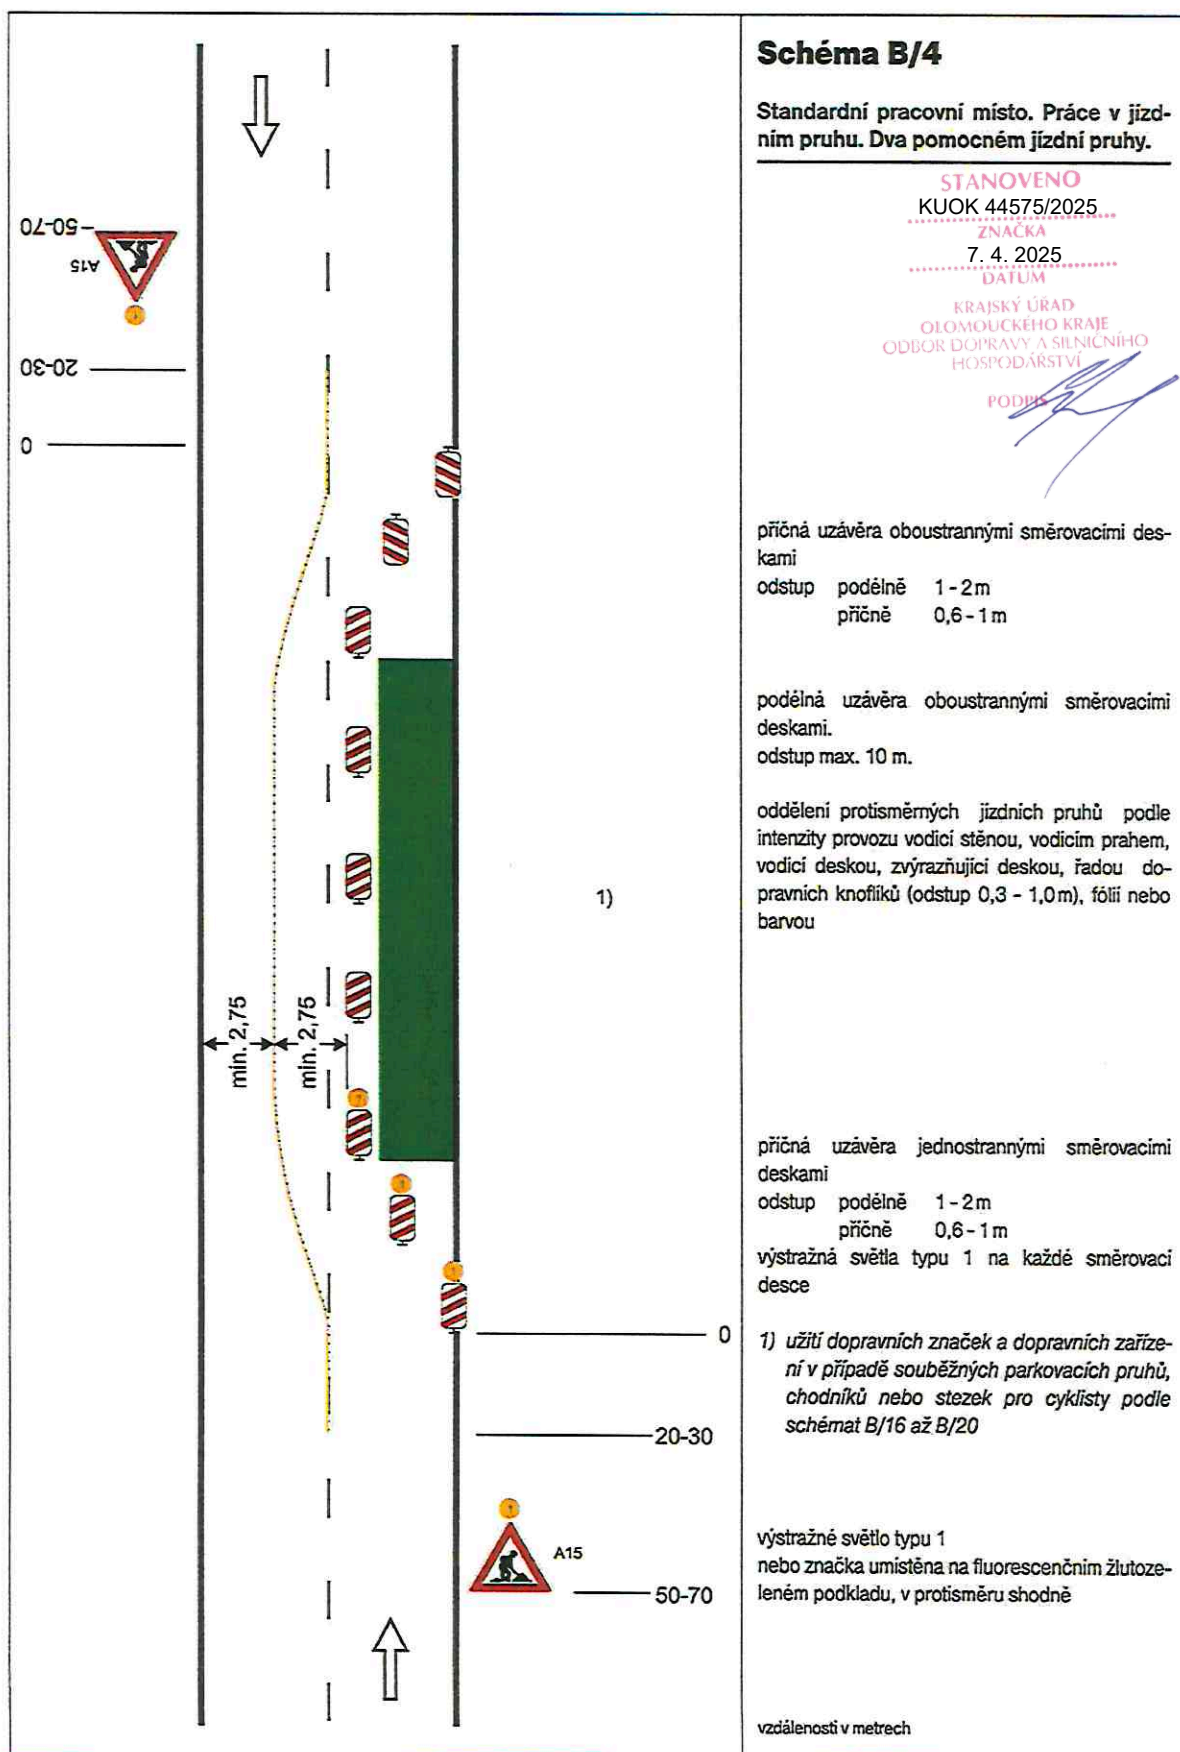 Schéma B/4
Standardní pracovní místo. Práce v jízd-
ním pruhu. Dva pomocném jízdní pruhy.
STANOVENO
KUOK 44575/2025
ZNAČKA
7. 4. 2025
DATUM
KRAJSKÝ ÚŘAD
OLOMOUCKÉHO KRAJE
ODBOR DOPRAVY A SILNIČNÍHO
HOSPODÁŘSTVÍ
PODPIS
50-70
A15
20-30
0
příčná uzávěra oboustrannými směrovacími des-
kami
odstup podélně 1-2m
příčně 0,6-1m
podélná uzávěra oboustrannými směrovacími
deskami.
odstup max. 10 m.
oddělení protisměrných jízdních pruhů podle
intenzity provozu vodicí stěnou, vodicím prahem,
vodící deskou, zvýrazňující deskou, řadou do-
pravních knoflíků (odstup 0,3 - 1,0m), fólií nebo
barvou
1)
min. 2,75
min. 2,75
příčná uzávěra jednostrannými směrovacími
deskami
odstup podélně 1-2m
příčně 0,6-1m
výstražná světla typu 1 na každé směrovací
desce
0
1) užití dopravních značek a dopravních zaříze-
ní v případě souběžných parkovacích pruhů,
chodníků nebo stezek pro cyklisty podle
schémat B/16 až B/20
20-30
A15
50-70
výstražné světlo typu 1
nebo značka umístěna na fluorescenčním žlutoze-
leném podkladu, v protisměru shodně
vzdálenosti v metrech